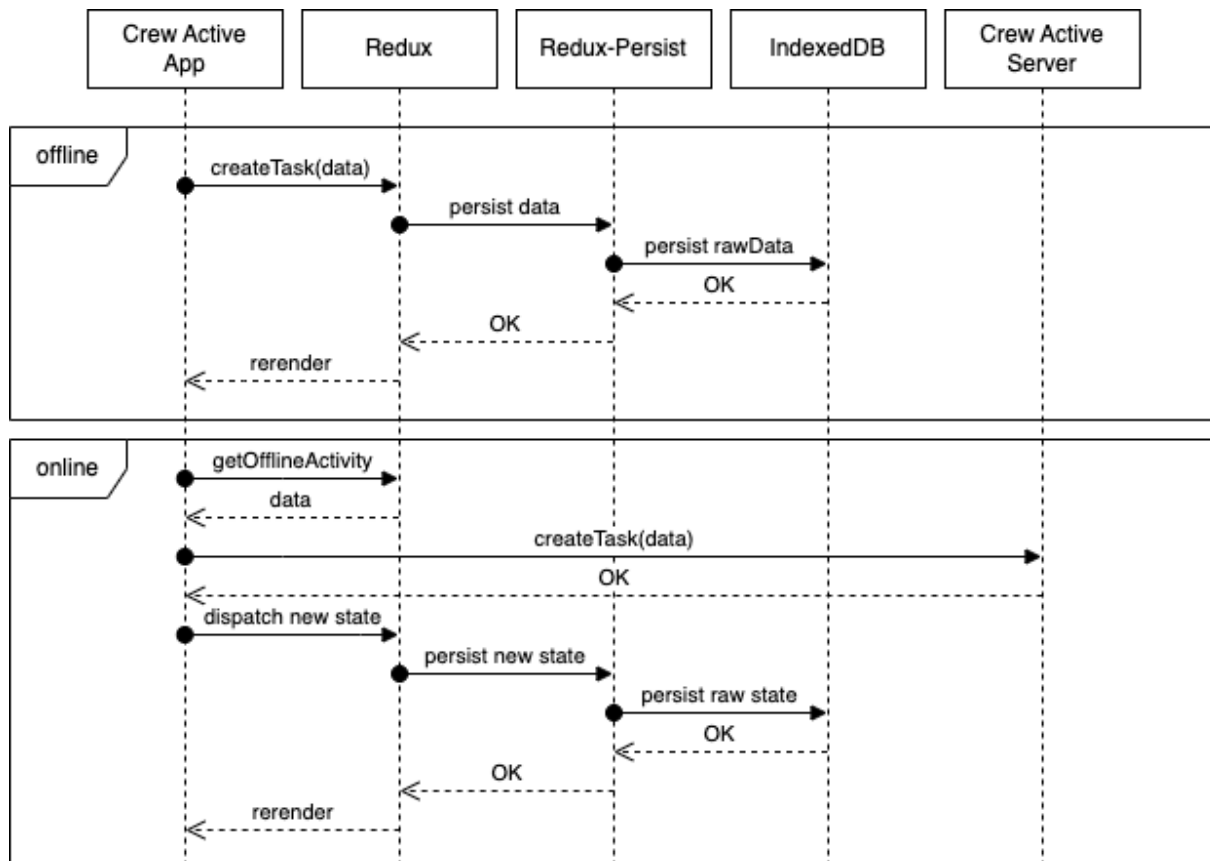 Crew Active
App
Redux
Redux-Persist
IndexedDB
Crew Active
Server
offline
createTask(data)
persist data
persist rawData
OK
OK
rerender
online
getOfflineActivity
data
createTask(data)
OK
dispatch new state
persist new state
persist raw state
OK
OK
rerender